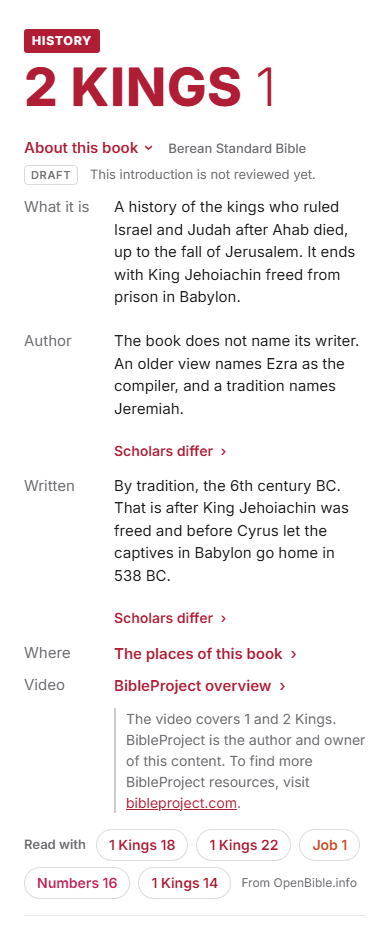 HISTORY
2 KINGS 1
About this book
Berean Standard Bible
DRAFT This introduction is not reviewed yet.
What it is
A history of the kings who ruled
Israel and Judah after Ahab died,
up to the fall of Jerusalem. It ends
with King Jehoiachin freed from
prison in Babylon.
Author
The book does not name its writer.
An older view names Ezra as the
compiler, and a tradition names
Jeremiah.
Scholars differ ›
Written
By tradition, the 6th century BC.
That is after King Jehoiachin was
freed and before Cyrus let the
captives in Babylon go home in
538 BC.
Scholars differ ›
Where
The places of this book ›
Video
BibleProject overview ›
The video covers 1 and 2 Kings.
BibleProject is the author and owner
of this content. To find more
BibleProject resources, visit
bibleproject.com.
Read with 1 Kings 18 1 Kings 22 Job 1
Numbers 16 1 Kings 14 From OpenBible.info